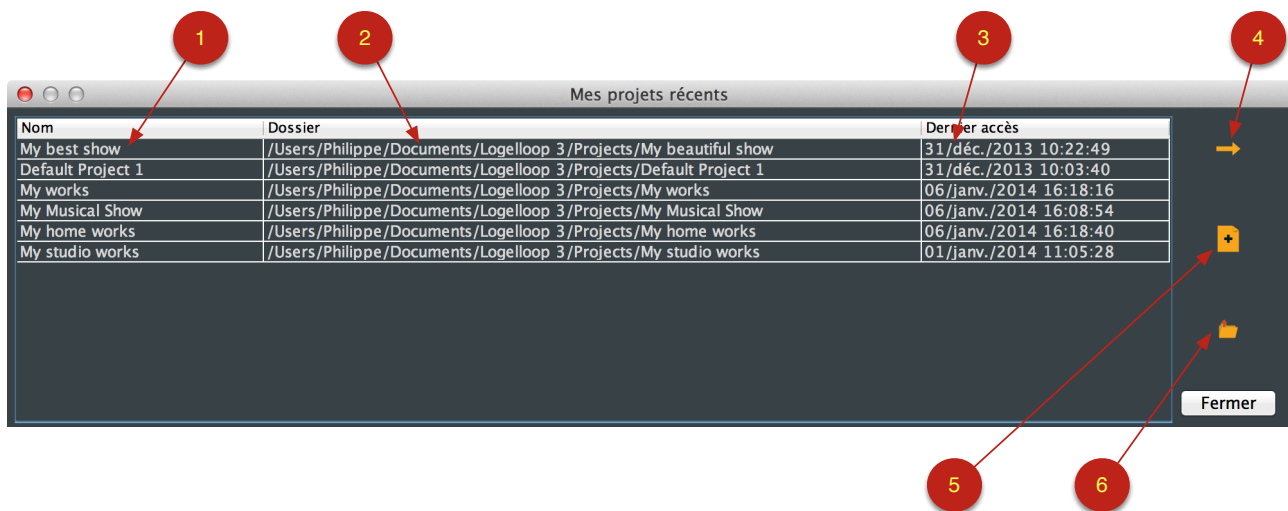 1 2 3 4
Mes projets récents
Nom Dossier Dernier accès
My best show /Users/Philippe/Documents/Logelloop 3/Projects/My beautiful show 31/déc./2013 10:22:49
Default Project 1 /Users/Philippe/Documents/Logelloop 3/Projects/Default Project 1 31/déc./2013 10:03:40
My works /Users/Philippe/Documents/Logelloop 3/Projects/My works 06/janv./2014 16:18:16
My Musical Show /Users/Philippe/Documents/Logelloop 3/Projects/My Musical Show 06/janv./2014 16:08:54
My home works /Users/Philippe/Documents/Logelloop 3/Projects/My home works 06/janv./2014 16:18:40
My studio works /Users/Philippe/Documents/Logelloop 3/Projects/My studio works 01/janv./2014 11:05:28
Fermer
5 6